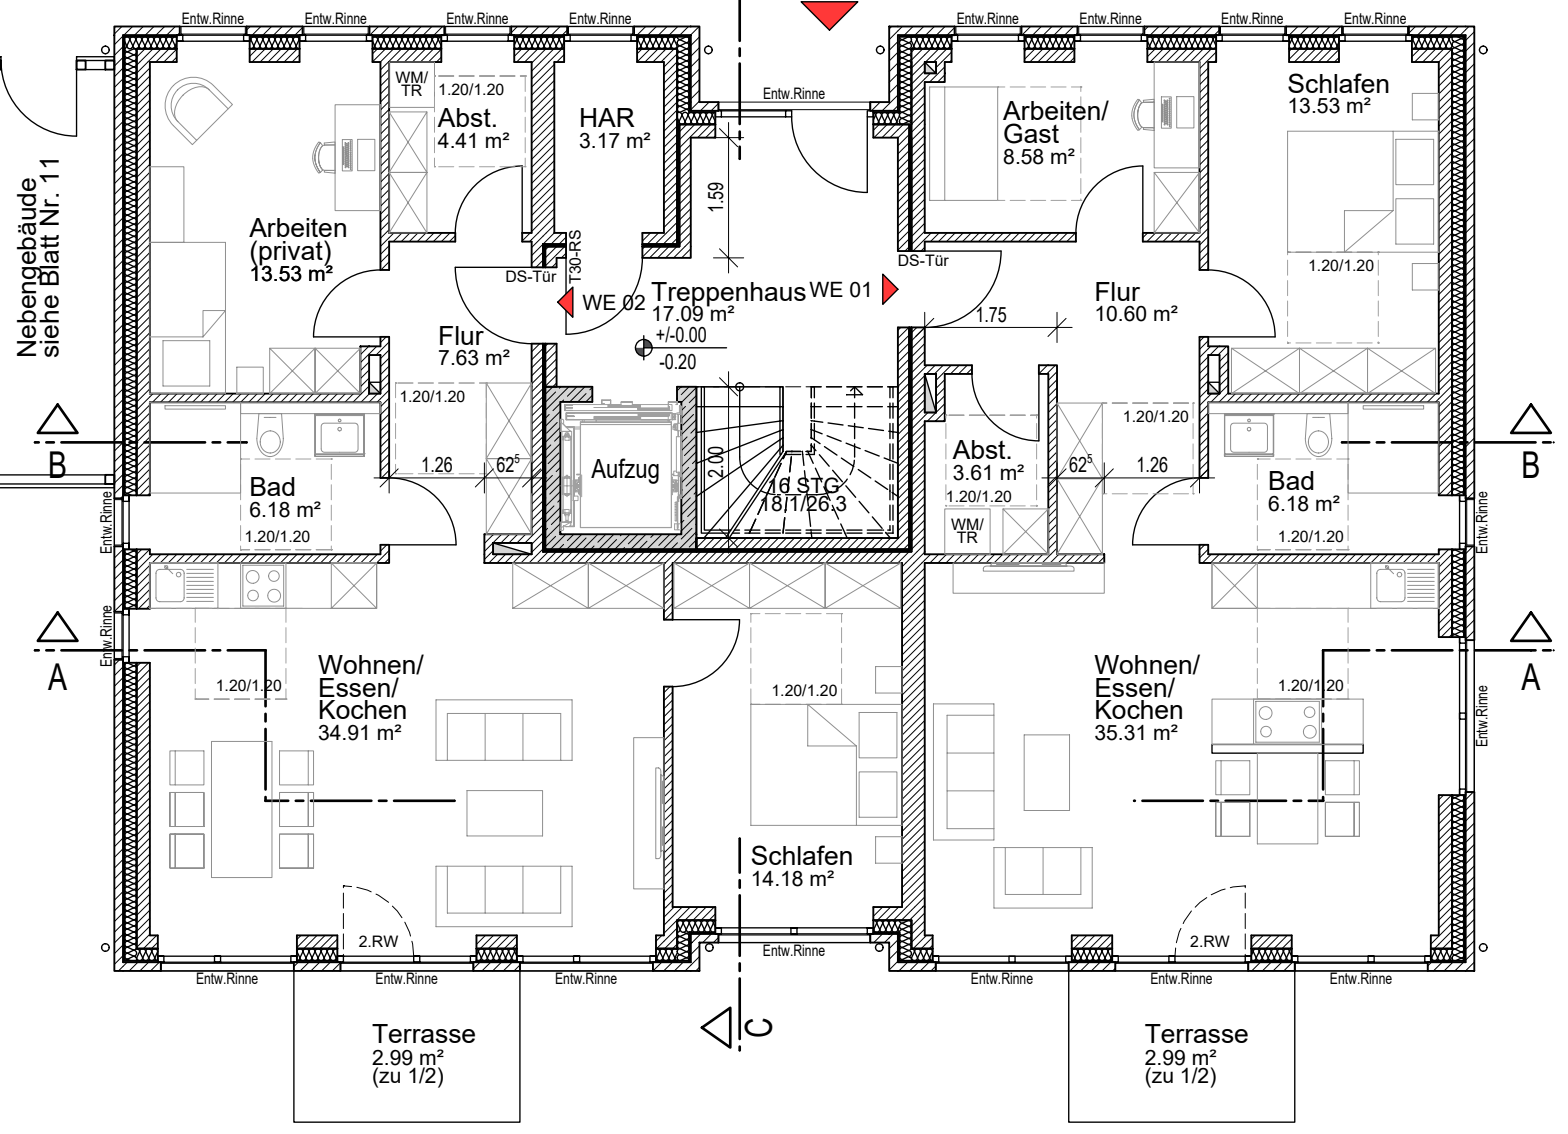 Entw.Rinne
Entw.Rinne
Entw.Rinne
Entw.Rinne
Entw.Rinne
Entw.Rinne
Entw.Rinne
Entw.Rinne
Entw.Rinne
Nebengebäude
siehe Blatt Nr. 11
WM/
TR
1.20/1.20
Abst.
4.41 m²
HAR
3.17 m²
1.59
Arbeiten/
Gast
8.58 m²
Schlafen
13.53 m²
1.20/1.20
Arbeiten
(privat)
13.53 m²
DS-Tür
T30-RS
WE 02
Treppenhaus
17.09 m²
+/-0.00
-0.20
WE 01
DS-Tür
1.75
Flur
10.60 m²
Flur
7.63 m²
1.20/1.20
1.26
62⁵
Aufzug
2.00
16 STG
18,1/26.3
Abst.
3.61 m²
1.20/1.20
WM/
TR
62⁵
1.20/1.20
1.26
B
B
Bad
6.18 m²
1.20/1.20
Bad
6.18 m²
1.20/1.20
Entw.Rinne
Entw.Rinne
Entw.Rinne
Entw.Rinne
A
A
Wohnen/
Essen/
Kochen
34.91 m²
1.20/1.20
1.20/1.20
Schlafen
14.18 m²
Wohnen/
Essen/
Kochen
35.31 m²
1.20/1.20
2.RW
2.RW
Entw.Rinne
Entw.Rinne
Entw.Rinne
Entw.Rinne
Entw.Rinne
Entw.Rinne
Entw.Rinne
C
Terrasse
2.99 m²
(zu 1/2)
Terrasse
2.99 m²
(zu 1/2)